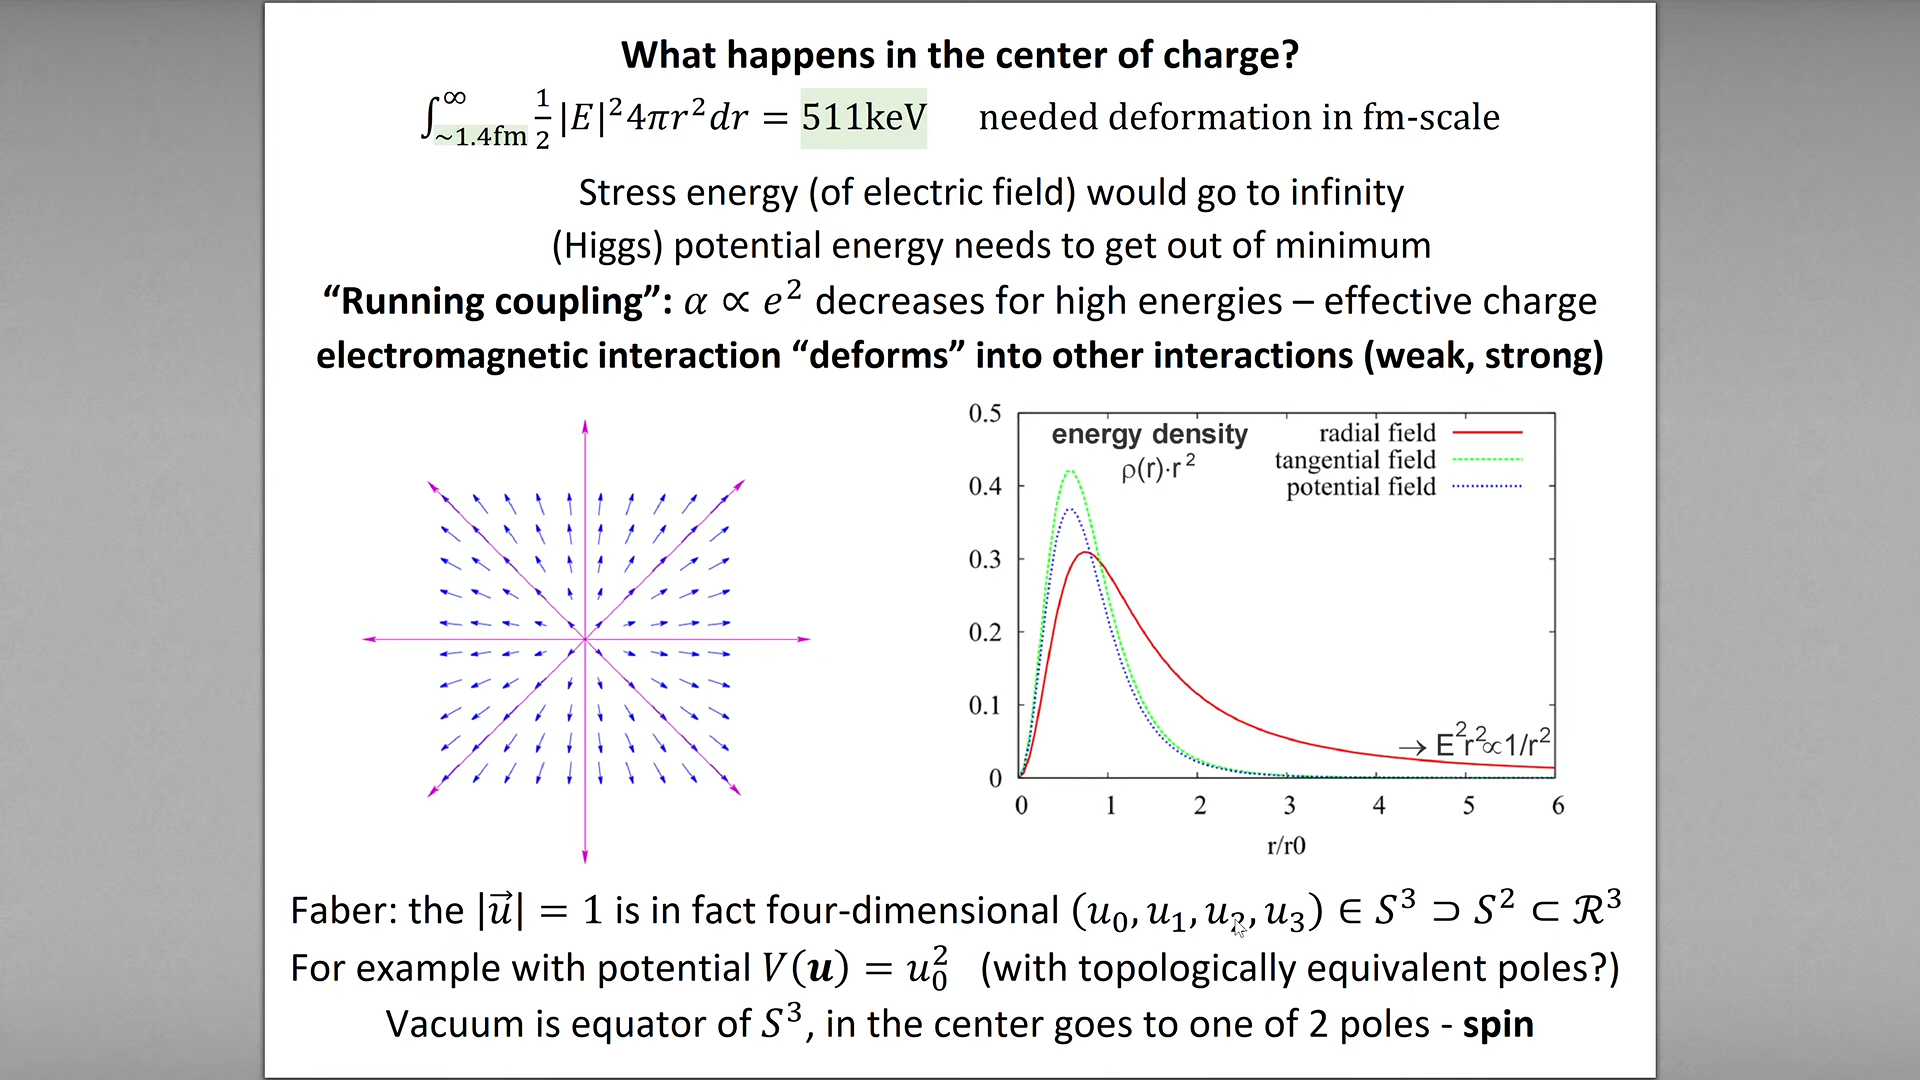 What happens in the center of charge?
∫_{~1.4fm}^{∞} 1/2 |E|²4πr²dr = 511keV needed deformation in fm-scale
Stress energy (of electric field) would go to infinity
(Higgs) potential energy needs to get out of minimum
“Running coupling”: α ∝ e² decreases for high energies – effective charge
electromagnetic interaction “deforms” into other interactions (weak, strong)
0.5
0.4
0.3
0.2
0.1
0
energy density
ρ(r)·r²
radial field
tangential field
potential field
→ E²r²∝1/r²
0 1 2 3 4 5 6
r/r0
Faber: the |u⃗| = 1 is in fact four-dimensional (u₀, u₁, u₂, u₃) ∈ S³ ⊃ S² ⊂ ℛ³
For example with potential V(𝒖) = u₀² (with topologically equivalent poles?)
Vacuum is equator of S³, in the center goes to one of 2 poles - spin